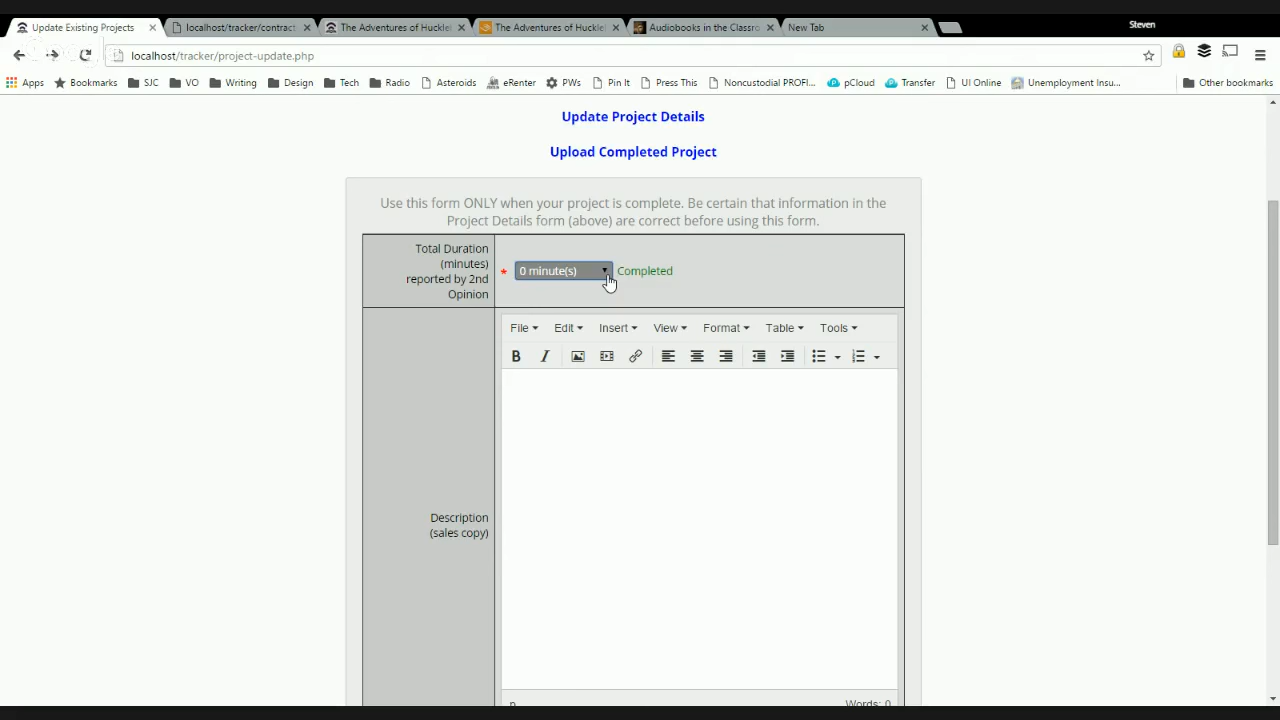 Steven
Update Existing Projects
localhost/tracker/contract
The Adventures of Huckle
The Adventures of Huckle
Audiobooks in the Classro
New Tab
localhost/tracker/project-update.php
Apps
Bookmarks
SJC
VO
Writing
Design
Tech
Radio
Asteroids
eRenter
PWs
Pin It
Press This
Noncustodial PROFI...
pCloud
Transfer
UI Online
Unemployment Insu...
Other bookmarks
Update Project Details
Upload Completed Project
Use this form ONLY when your project is complete. Be certain that information in the
Project Details form (above) are correct before using this form.
Total Duration
(minutes)
reported by 2nd
Opinion
* 0 minute(s) Completed
File Edit Insert View Format Table Tools
B I
Description
(sales copy)
p
Words: 0